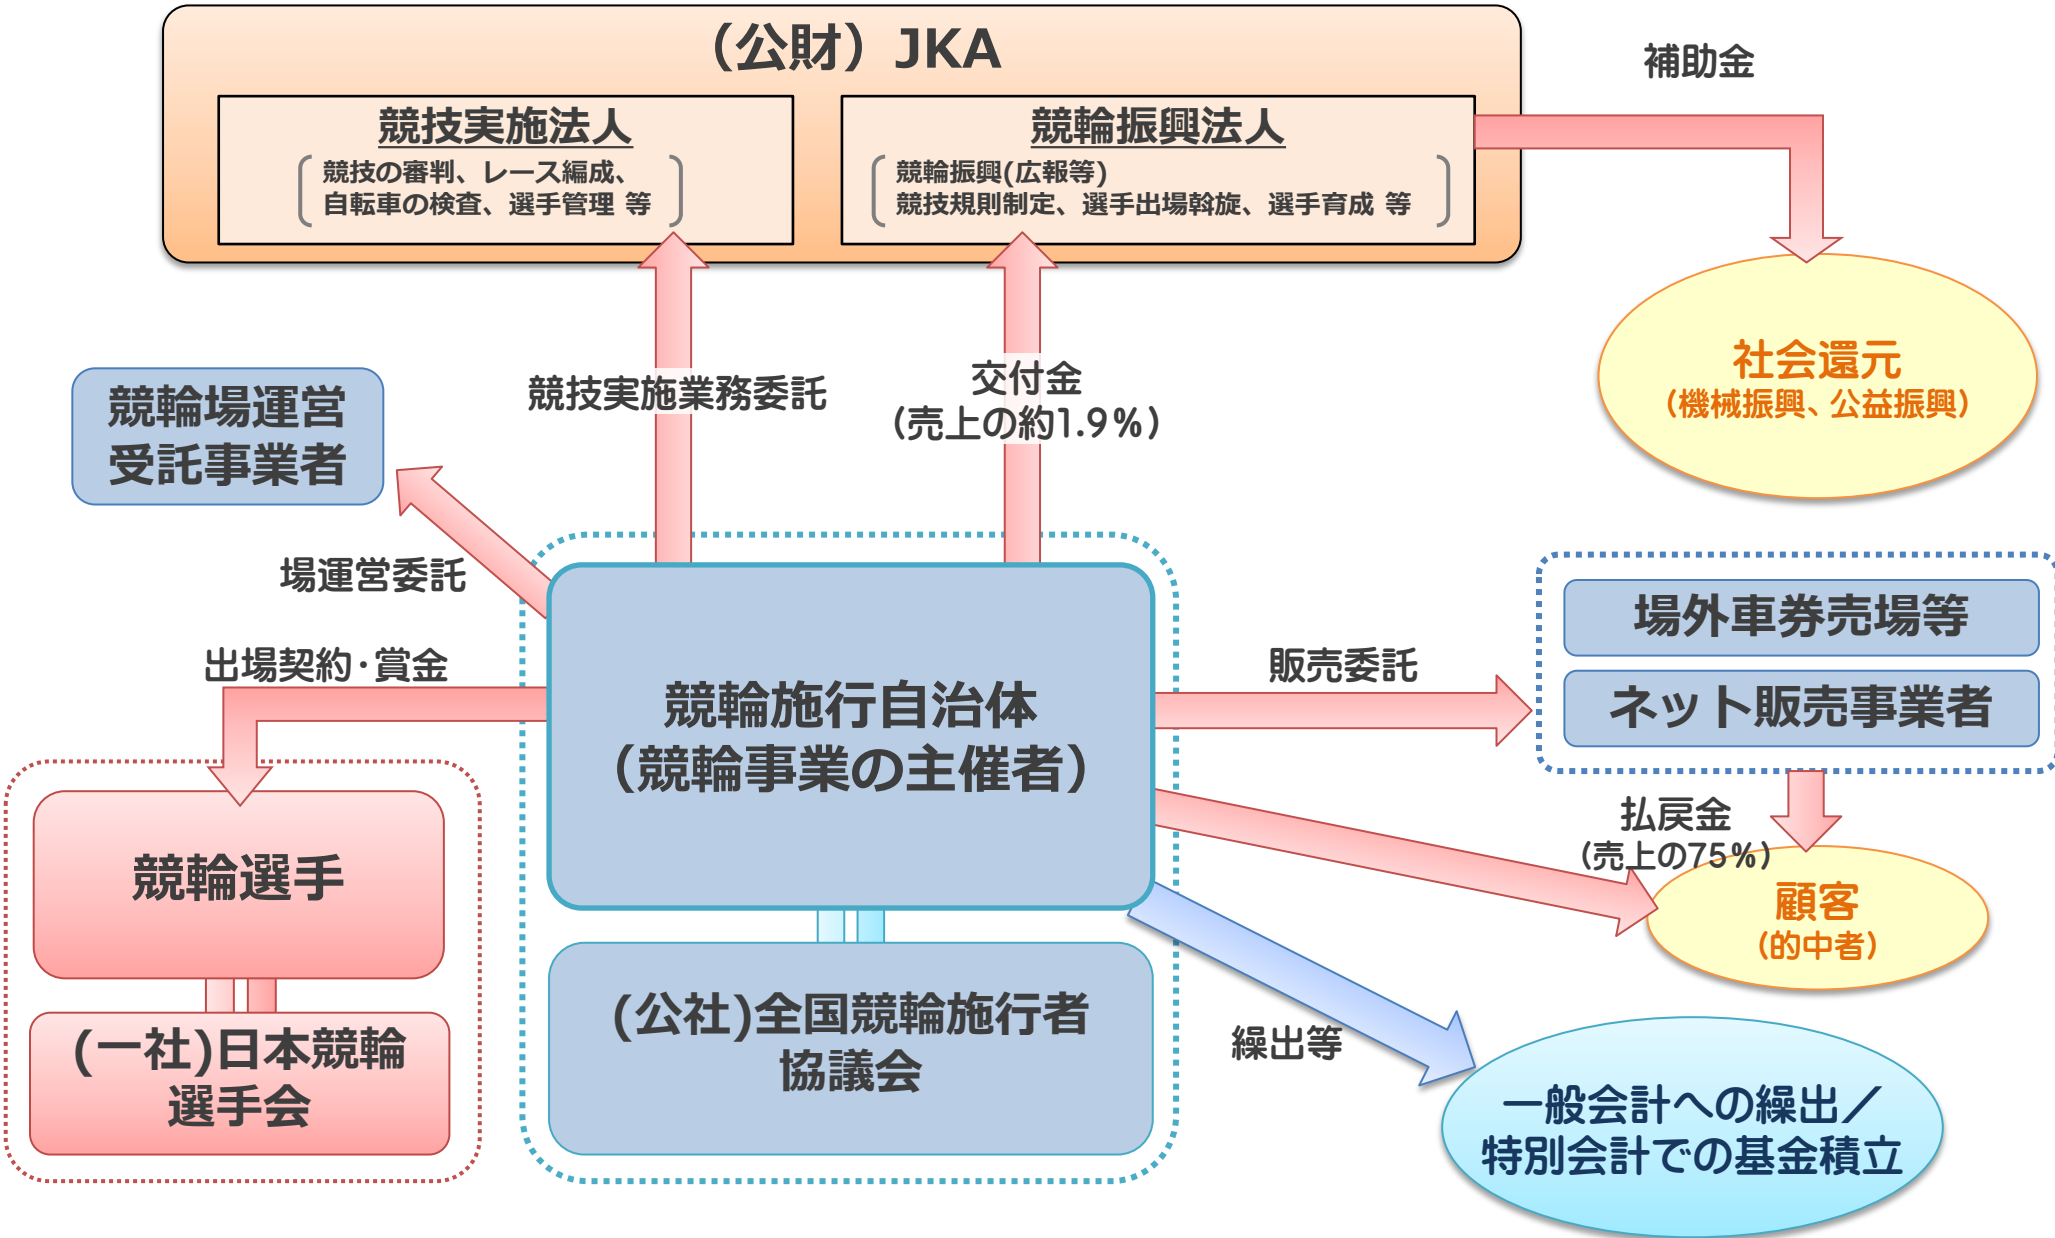 （公財）JKA
競技実施法人
競技の審判、レース編成、
自転車の検査、選手管理 等
競輪振興法人
競輪振興(広報等)
競技規則制定、選手出場斡旋、選手育成 等
補助金
社会還元
（機械振興、公益振興）
競技実施業務委託
交付金
（売上の約1.9％）
競輪場運営
受託事業者
場運営委託
出場契約・賞金
競輪施行自治体
（競輪事業の主催者）
販売委託
場外車券売場等
ネット販売事業者
払戻金
（売上の75％）
顧客
（的中者）
競輪選手
(一社)日本競輪
選手会
(公社)全国競輪施行者
協議会
繰出等
一般会計への繰出／
特別会計での基金積立